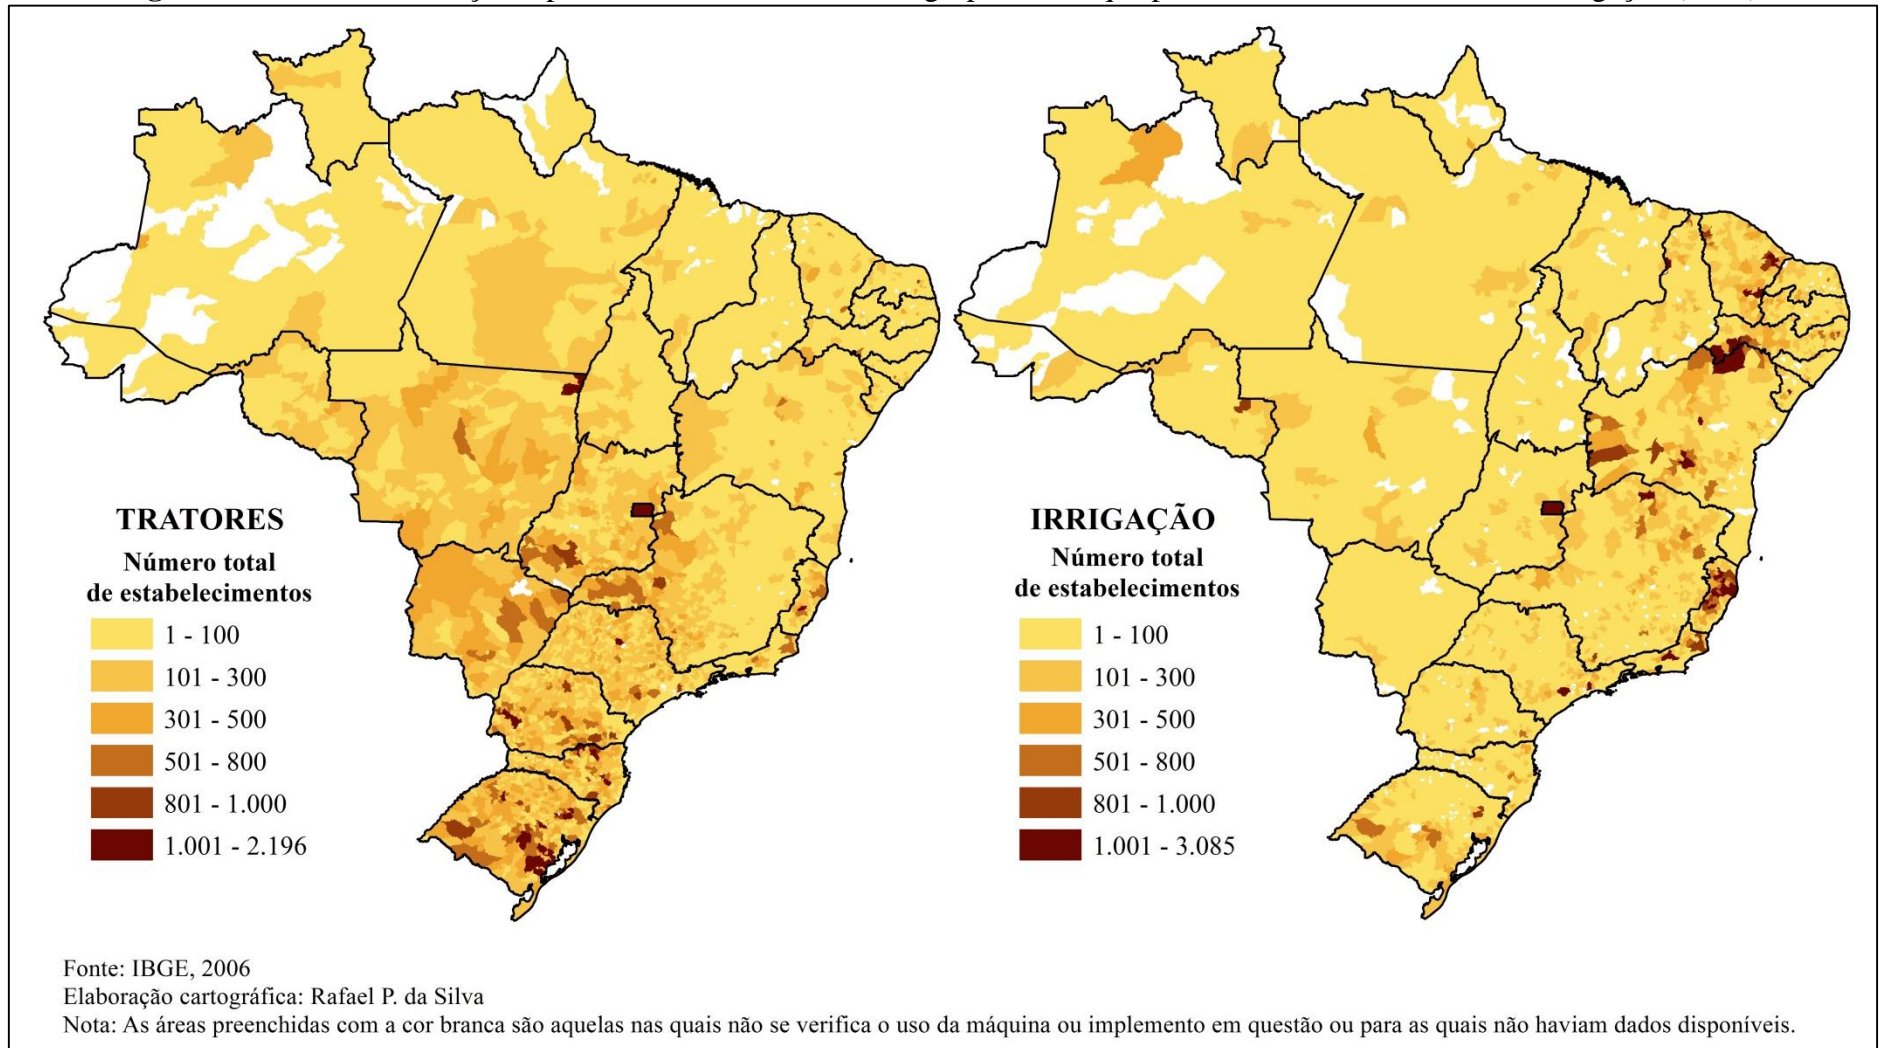 TRATORES
Número total
de estabelecimentos
1 - 100
101 - 300
301 - 500
501 - 800
801 - 1.000
1.001 - 2.196
IRRIGAÇÃO
Número total
de estabelecimentos
1 - 100
101 - 300
301 - 500
501 - 800
801 - 1.000
1.001 - 3.085
Fonte: IBGE, 2006
Elaboração cartográfica: Rafael P. da Silva
Nota: As áreas preenchidas com a cor branca são aquelas nas quais não se verifica o uso da máquina ou implemento em questão ou para as quais não haviam dados disponíveis.